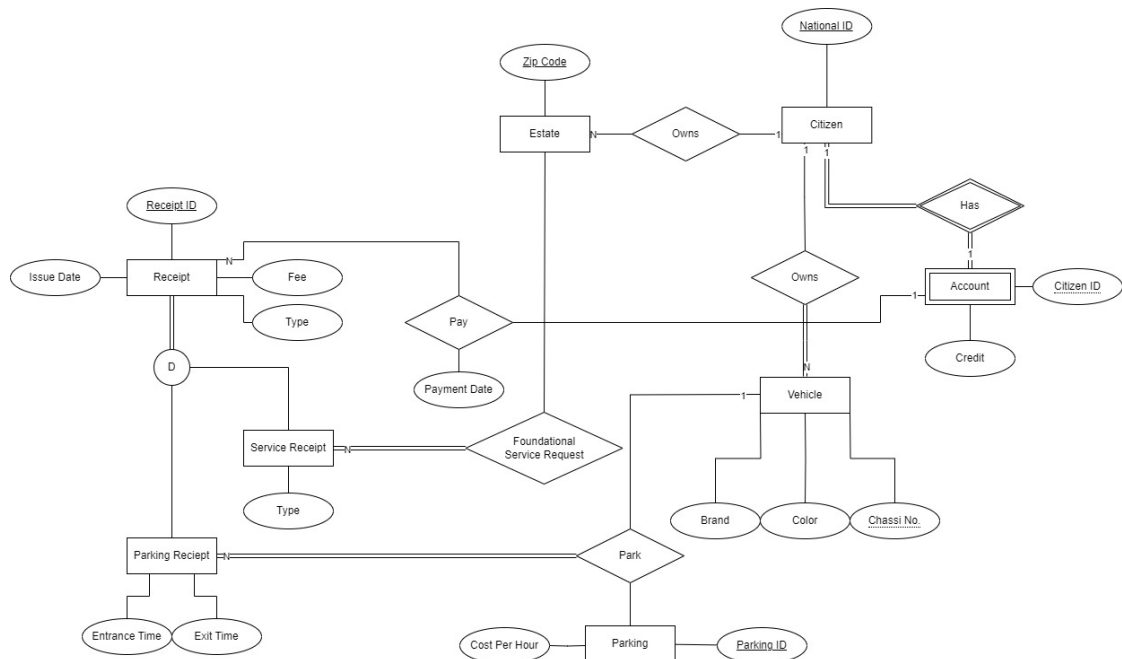 National ID
Zip Code
Estate
N
Owns
1
Citizen
1
1
Has
Receipt ID
N
Issue Date
Receipt
Fee
Owns
1
Account
Citizen ID
1
Type
Pay
D
Payment Date
Credit
N
1
Vehicle
Service Receipt
N
Foundational
Service Request
Type
Brand
Color
Chassi No.
Parking Reciept
N
Park
Entrance Time
Exit Time
Cost Per Hour
Parking
Parking ID